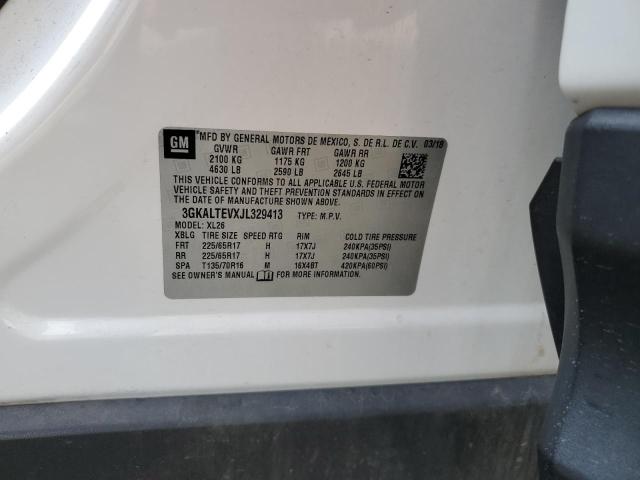 GM MFD BY GENERAL MOTORS DE MEXICO, S. DE R.L. DE C.V. 03/18
GVWR GAWR FRT GAWR RR
2100 KG 1175 KG 1200 KG
4630 LB 2590 LB 2645 LB
THIS VEHICLE CONFORMS TO ALL APPLICABLE U.S. FEDERAL MOTOR
VEHICLE SAFETY, BUMPER, AND THEFT PREVENTION STANDARDS
IN EFFECT ON THE DATE OF MANUFACTURE SHOWN ABOVE.
3GKALTEVXJL329413 TYPE: M.P.V.
MODEL: XL26
XBLG TIRE SIZE SPEED RTG RIM COLD TIRE PRESSURE
FRT 225/65R17 H 17X7J 240KPA(35PSI)
RR 225/65R17 H 17X7J 240KPA(35PSI)
SPA T135/70R16 M 16X4BT 420KPA(60PSI)
SEE OWNER'S MANUAL FOR MORE INFORMATION.